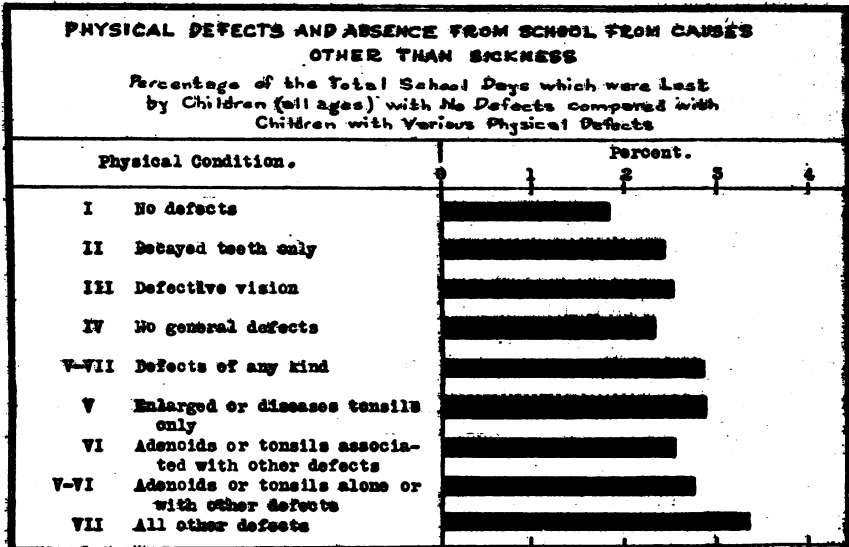 PHYSICAL DEFECTS AND ABSENCE FROM SCHOOL FROM CAUSES
OTHER THAN SICKNESS
Percentage of the Total School Days which were Lost
by Children (all ages) with No Defects compared with
Children with Various Physical Defects
Physical Condition.
Percent.
0 1 2 3 4
I No defects
II Decayed teeth only
III Defective vision
IV No general defects
V-VII Defects of any kind
V Enlarged or diseases tonsils
only
VI Adenoids or tonsils associa-
ted with other defects
V-VI Adenoids or tonsils alone or
with other defects
VII All other defects